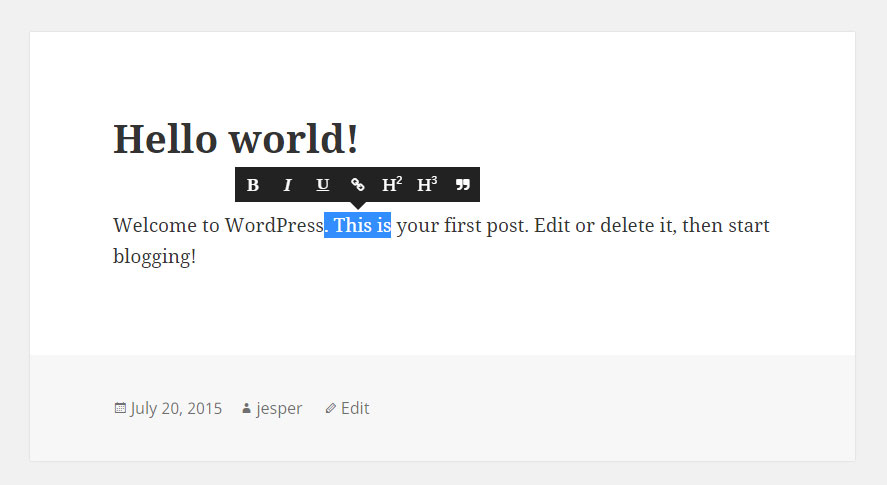 Hello world!
B I U H² H³
Welcome to WordPress. This is your first post. Edit or delete it, then start
blogging!
July 20, 2015 jesper Edit